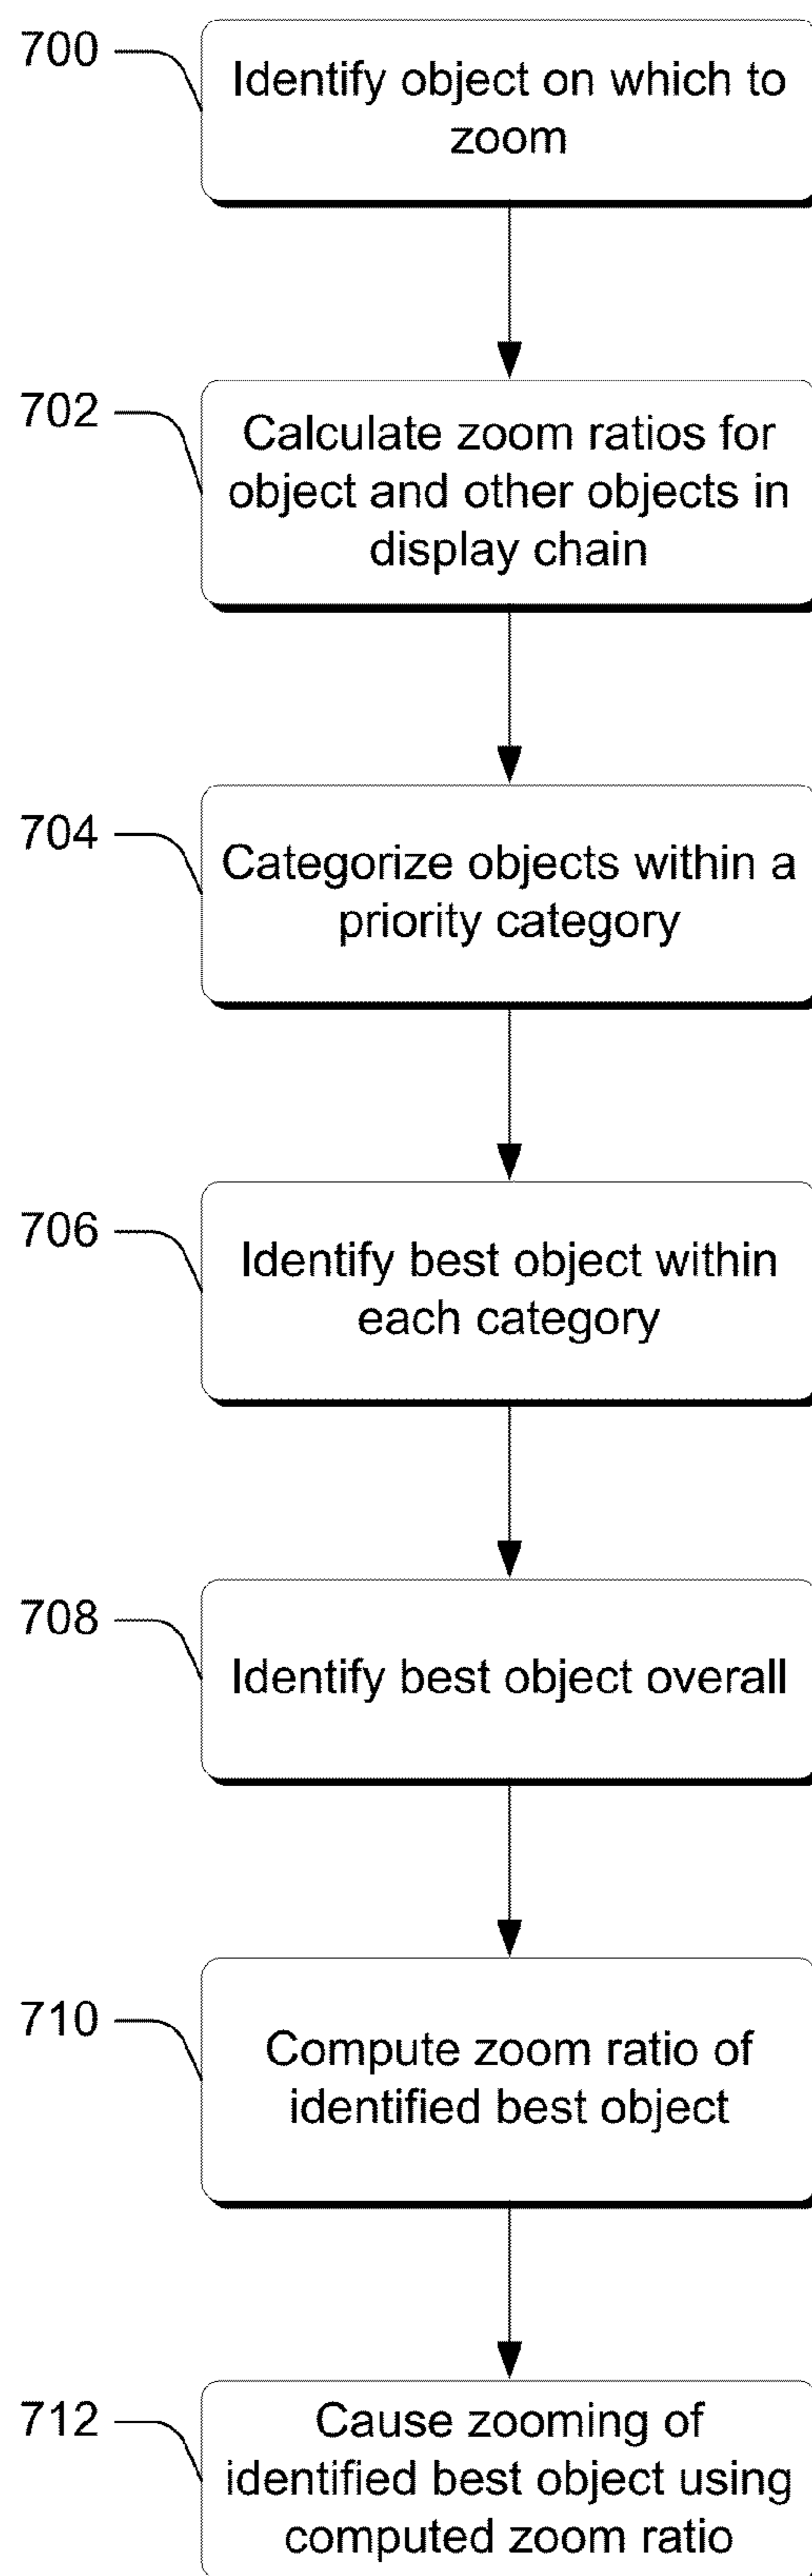 700
Identify object on which to
zoom
702
Calculate zoom ratios for
object and other objects in
display chain
704
Categorize objects within a
priority category
706
Identify best object within
each category
708
Identify best object overall
710
Compute zoom ratio of
identified best object
712
Cause zooming of
identified best object using
computed zoom ratio